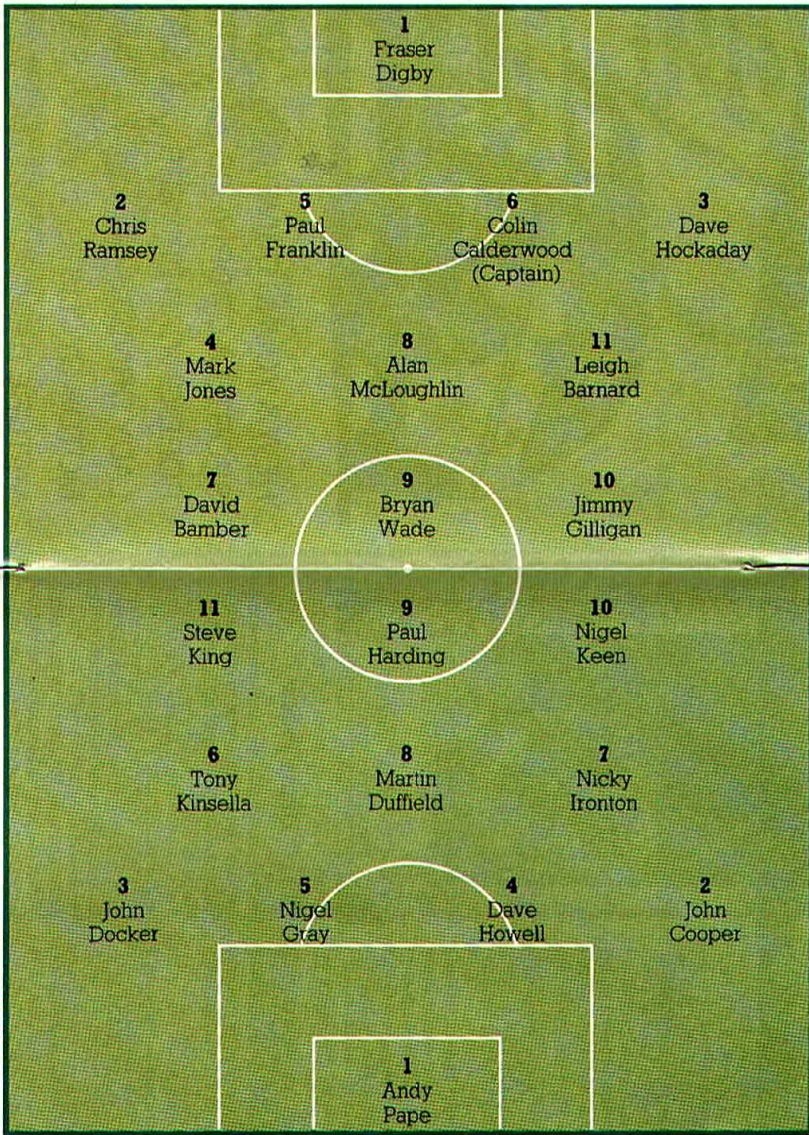 1
Fraser
Digby
2
Chris
Ramsey
5
Paul
Franklin
6
Colin
Calderwood
(Captain)
3
Dave
Hockaday
4
Mark
Jones
8
Alan
McLoughlin
11
Leigh
Barnard
7
David
Bamber
9
Bryan
Wade
10
Jimmy
Gilligan
11
Steve
King
9
Paul
Harding
10
Nigel
Keen
6
Tony
Kinsella
8
Martin
Duffield
7
Nicky
Ironton
3
John
Docker
5
Nigel
Gray
4
Dave
Howell
2
John
Cooper
1
Andy
Pape